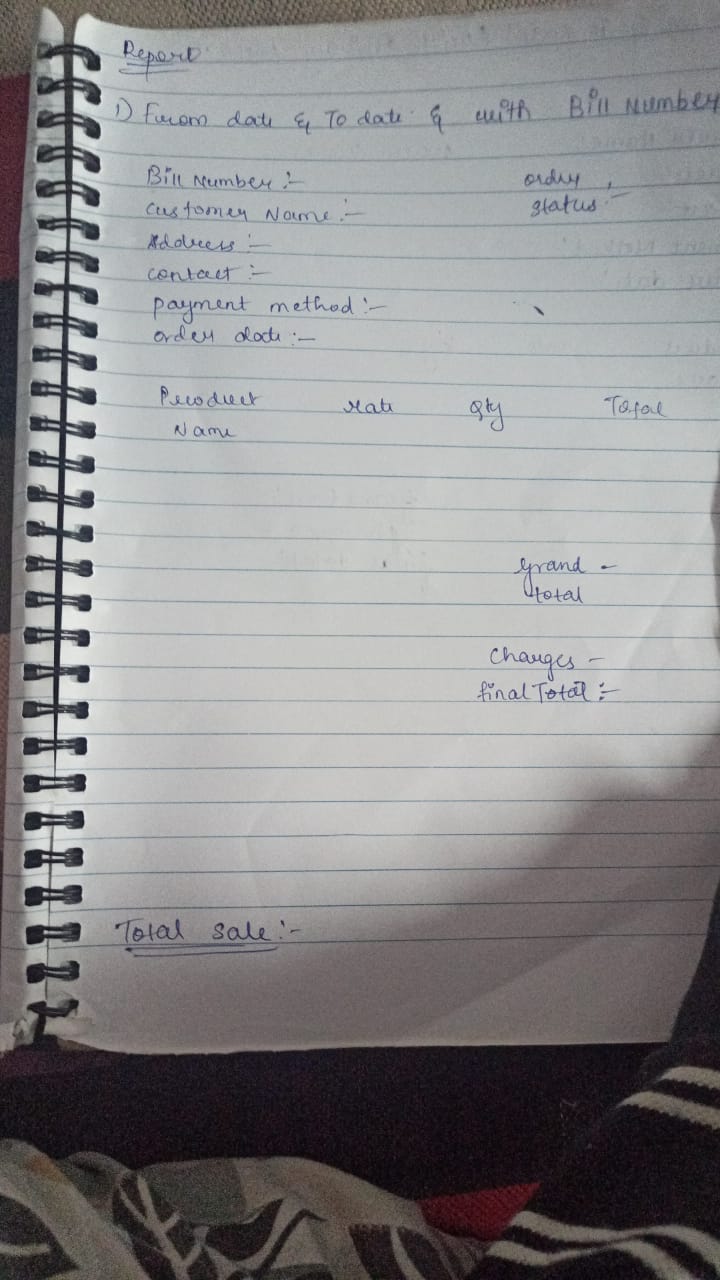 Report
1) From date & To date & with Bill Number
Bill Number :-
order status :-
Customer Name :-
Address :-
contact :-
payment method :-
order date :-
Product Name Rate Qty Total
Grand total -
Charges -
final Total :-
Total Sale :-